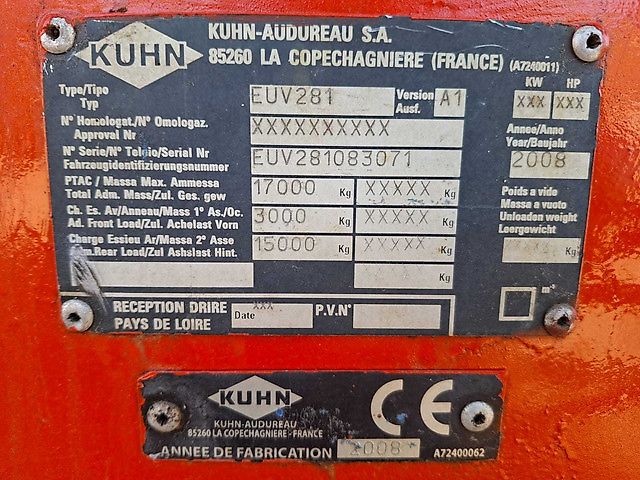 KUHN
KUHN-AUDUREAU S.A.
85260 LA COPECHAGNIERE (FRANCE) (A7240011)
Type/Tipo
Typ
EUV281
Version
Ausf.
A1
KW HP
XXX XXX
N° Homologat./N° Omologaz.
Approval Nr
XXXXXXXXXX
Annee/Anno
Year/Baujahr
2008
N° Serie/N° Telaio/Serial Nr
Fahrzeugidentifizierungsnummer
EUV281083071
PTAC / Massa Max. Ammessa
Total Adm. Mass/Zul. Ges. gew
17000 Kg XXXXX Kg
Poids a vide
Massa a vuoto
Unloaden weight
Leergewicht
Kg
Ch. Es. Av/Anneau/Mass 1° As./Oc.
Ad. Front Load/Zul. Achelast Vorn
3000 Kg XXXXX Kg
Charge Essieu Ar/Massa 2° Asse
Rear Load/Zul Ashslast Hint.
15000 Kg XXXXX Kg
Kg
m³
RECEPTION DRIRE
PAYS DE LOIRE
XXX
Date
P.V.N°
KUHN
KUHN-AUDUREAU
85260 LA COPECHAGNIERE - FRANCE
CE
ANNEE DE FABRICATION 2008 A72400062